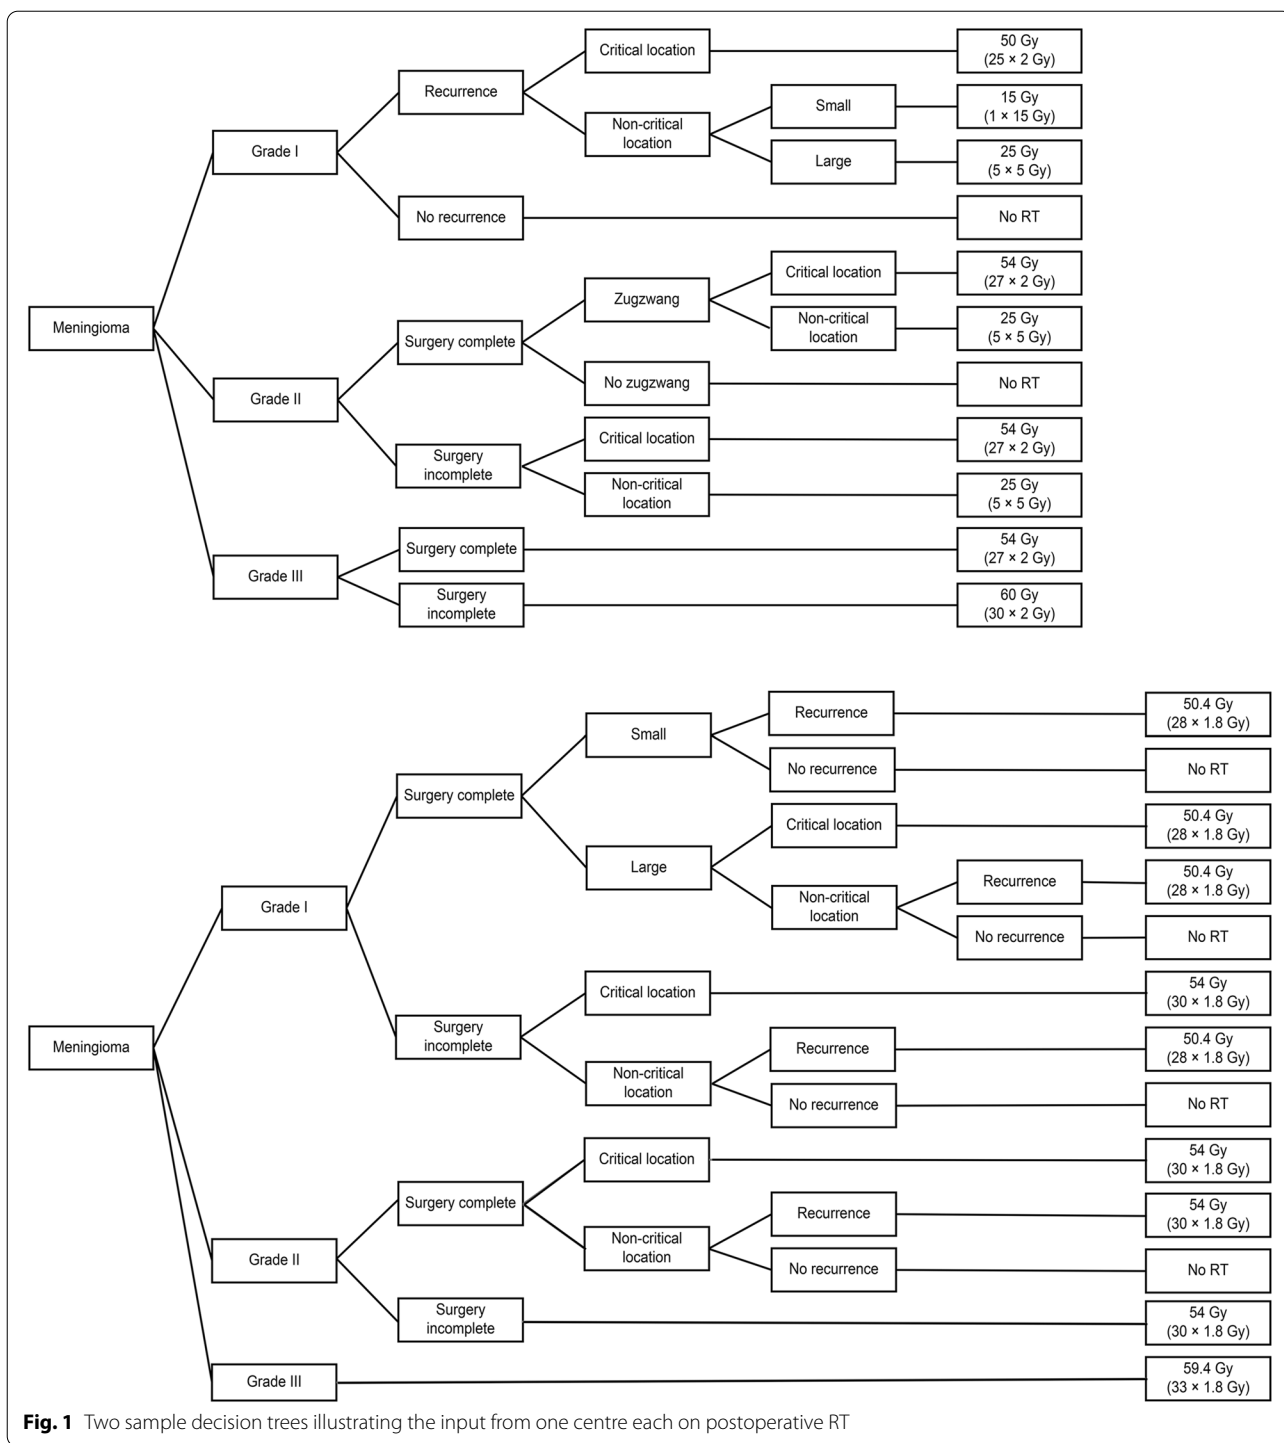 Critical location
50 Gy
(25 × 2 Gy)
Recurrence
Small
15 Gy
(1 × 15 Gy)
Non-critical
location
Grade I
Large
25 Gy
(5 × 5 Gy)
No recurrence
No RT
Critical location
54 Gy
(27 × 2 Gy)
Zugzwang
Meningioma
Surgery complete
Non-critical
location
25 Gy
(5 × 5 Gy)
No zugzwang
No RT
Grade II
Critical location
54 Gy
(27 × 2 Gy)
Surgery
incomplete
Non-critical
location
25 Gy
(5 × 5 Gy)
Surgery complete
54 Gy
(27 × 2 Gy)
Grade III
Surgery
incomplete
60 Gy
(30 × 2 Gy)
Recurrence
50.4 Gy
(28 × 1.8 Gy)
Small
No recurrence
No RT
Surgery complete
Critical location
50.4 Gy
(28 × 1.8 Gy)
Large
Recurrence
50.4 Gy
(28 × 1.8 Gy)
Grade I
Non-critical
location
No recurrence
No RT
Critical location
54 Gy
(30 × 1.8 Gy)
Surgery
incomplete
Meningioma
Recurrence
50.4 Gy
(28 × 1.8 Gy)
Non-critical
location
No recurrence
No RT
Critical location
54 Gy
(30 × 1.8 Gy)
Surgery complete
Recurrence
54 Gy
(30 × 1.8 Gy)
Non-critical
location
Grade II
No recurrence
No RT
Surgery
incomplete
54 Gy
(30 × 1.8 Gy)
Grade III
59.4 Gy
(33 × 1.8 Gy)
Fig. 1 Two sample decision trees illustrating the input from one centre each on postoperative RT